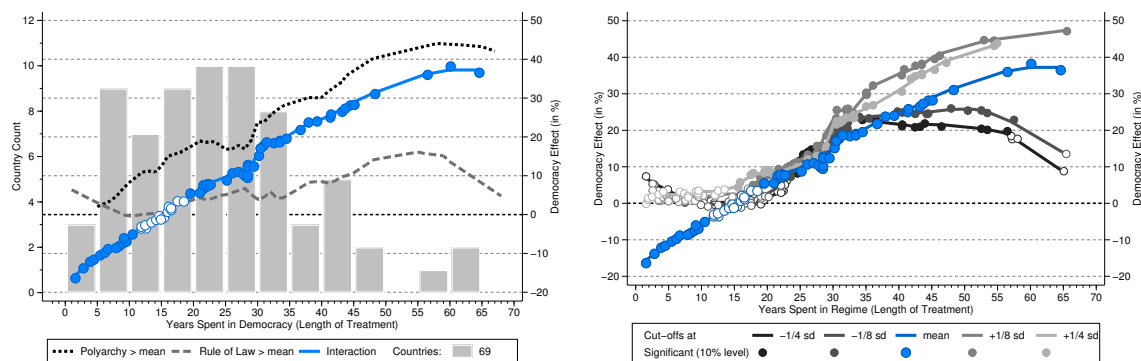 12
10
8
6
4
2
0
Country Count
50
40
30
20
10
0
−10
−20
Democracy Effect (in %)
0 5 10 15 20 25 30 35 40 45 50 55 60 65 70
Years Spent in Democracy (Length of Treatment)
Polyarchy > mean Rule of Law > mean Interaction Countries: 69
50
40
30
20
10
0
−10
−20
Democracy Effect (in %)
50
40
30
20
10
0
−10
−20
Democracy Effect (in %)
0 5 10 15 20 25 30 35 40 45 50 55 60 65 70
Years Spent in Regime (Length of Treatment)
Cut−offs at −1/4 sd −1/8 sd mean +1/8 sd +1/4 sd
Significant (10% level)